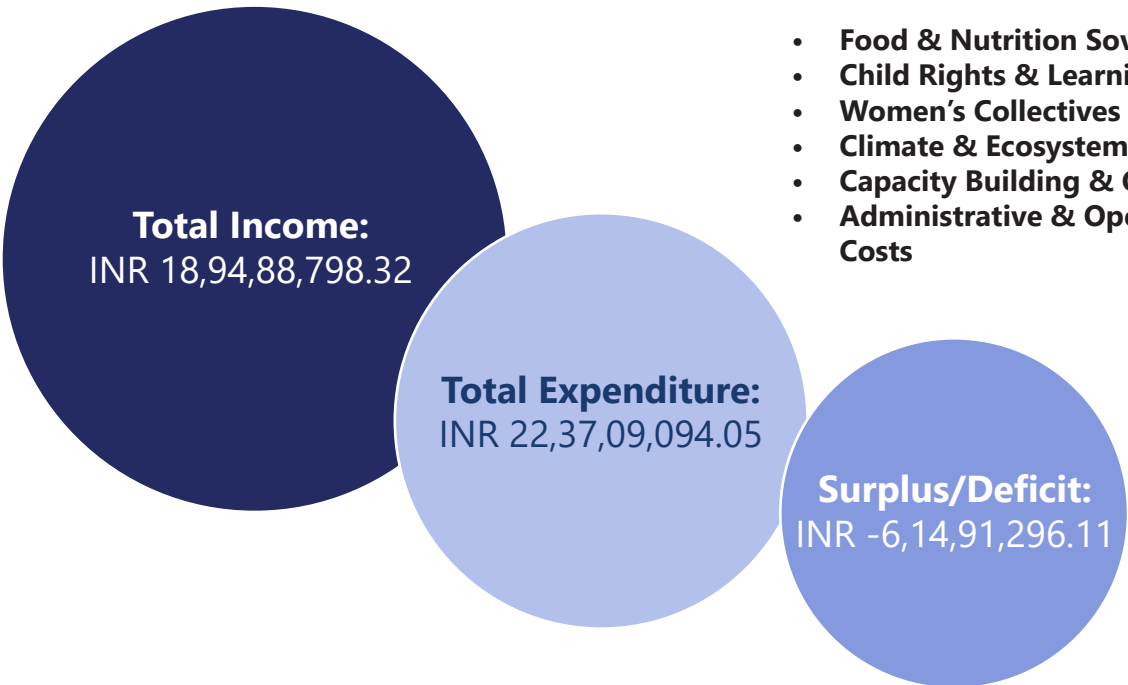 • Food & Nutrition
• Child Rights &
• Women's Collectives
• Climate & Ecosystem
• Capacity Building &
• Administrative &
Costs
Total Income:
INR 18,94,88,798.32
Total Expenditure:
INR 22,37,09,094.05
Surplus/Deficit:
INR -6,14,91,296.11